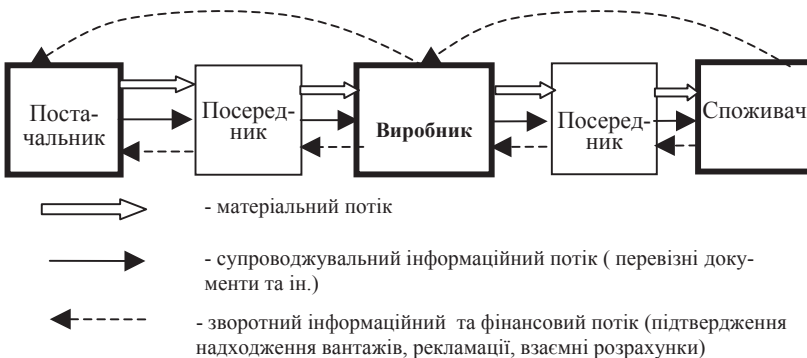 Поста-
чальник
Посеред-
ник
Виробник
Посеред-
ник
Споживач
- матеріальний потік
- супроводжувальний інформаційний потік ( перевізні доку-
менти та ін.)
- зворотний інформаційний та фінансовий потік (підтвердження
надходження вантажів, рекламації, взаємні розрахунки)